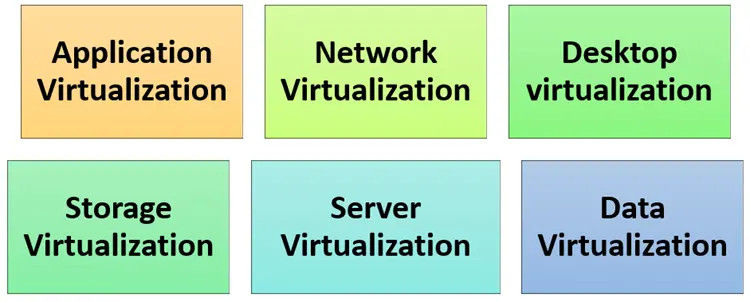 Application
Virtualization
Network
Virtualization
Desktop
virtualization
Storage
Virtualization
Server
Virtualization
Data
Virtualization